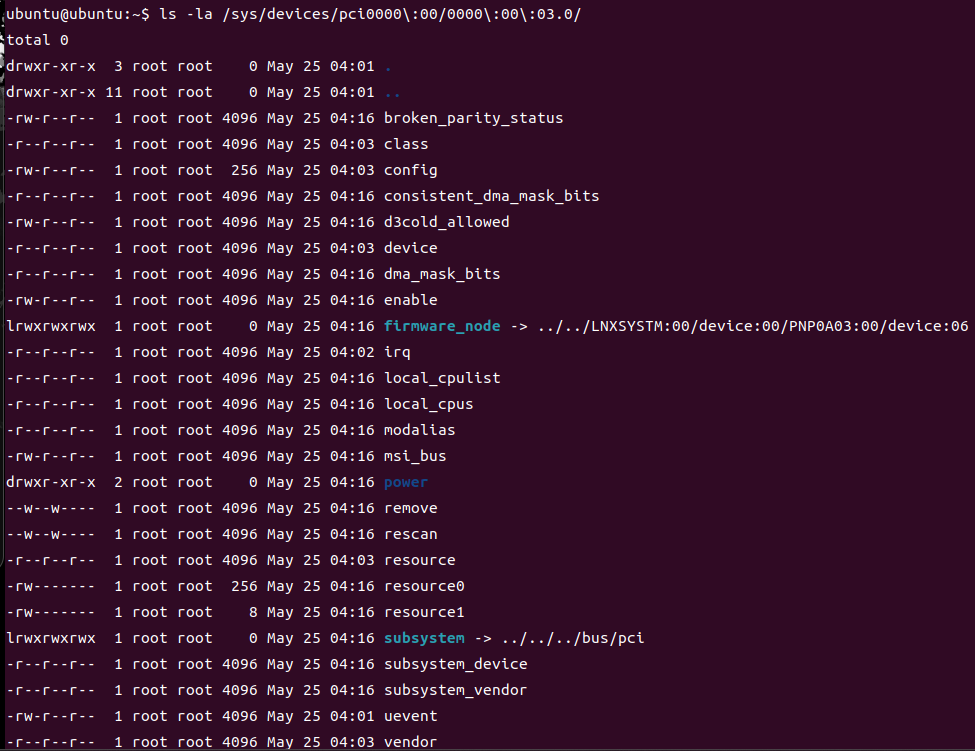 ubuntu@ubuntu:~$ ls -la /sys/devices/pci0000\:00/0000\:00\:03.0/
total 0
drwxr-xr-x  3 root root    0 May 25 04:01 .
drwxr-xr-x 11 root root    0 May 25 04:01 ..
-rw-r--r--  1 root root 4096 May 25 04:16 broken_parity_status
-r--r--r--  1 root root 4096 May 25 04:03 class
-rw-r--r--  1 root root  256 May 25 04:03 config
-r--r--r--  1 root root 4096 May 25 04:16 consistent_dma_mask_bits
-rw-r--r--  1 root root 4096 May 25 04:16 d3cold_allowed
-r--r--r--  1 root root 4096 May 25 04:03 device
-r--r--r--  1 root root 4096 May 25 04:16 dma_mask_bits
-rw-r--r--  1 root root 4096 May 25 04:16 enable
lrwxrwxrwx  1 root root    0 May 25 04:16 firmware_node -> ../../LNXSYSTM:00/device:00/PNP0A03:00/device:06
-r--r--r--  1 root root 4096 May 25 04:02 irq
-r--r--r--  1 root root 4096 May 25 04:16 local_cpulist
-r--r--r--  1 root root 4096 May 25 04:16 local_cpus
-r--r--r--  1 root root 4096 May 25 04:16 modalias
-rw-r--r--  1 root root 4096 May 25 04:16 msi_bus
drwxr-xr-x  2 root root    0 May 25 04:16 power
--w--w----  1 root root 4096 May 25 04:16 remove
--w--w----  1 root root 4096 May 25 04:16 rescan
-r--r--r--  1 root root 4096 May 25 04:03 resource
-rw-------  1 root root  256 May 25 04:16 resource0
-rw-------  1 root root    8 May 25 04:16 resource1
lrwxrwxrwx  1 root root    0 May 25 04:16 subsystem -> ../../../bus/pci
-r--r--r--  1 root root 4096 May 25 04:16 subsystem_device
-r--r--r--  1 root root 4096 May 25 04:16 subsystem_vendor
-rw-r--r--  1 root root 4096 May 25 04:01 uevent
-r--r--r--  1 root root 4096 May 25 04:03 vendor